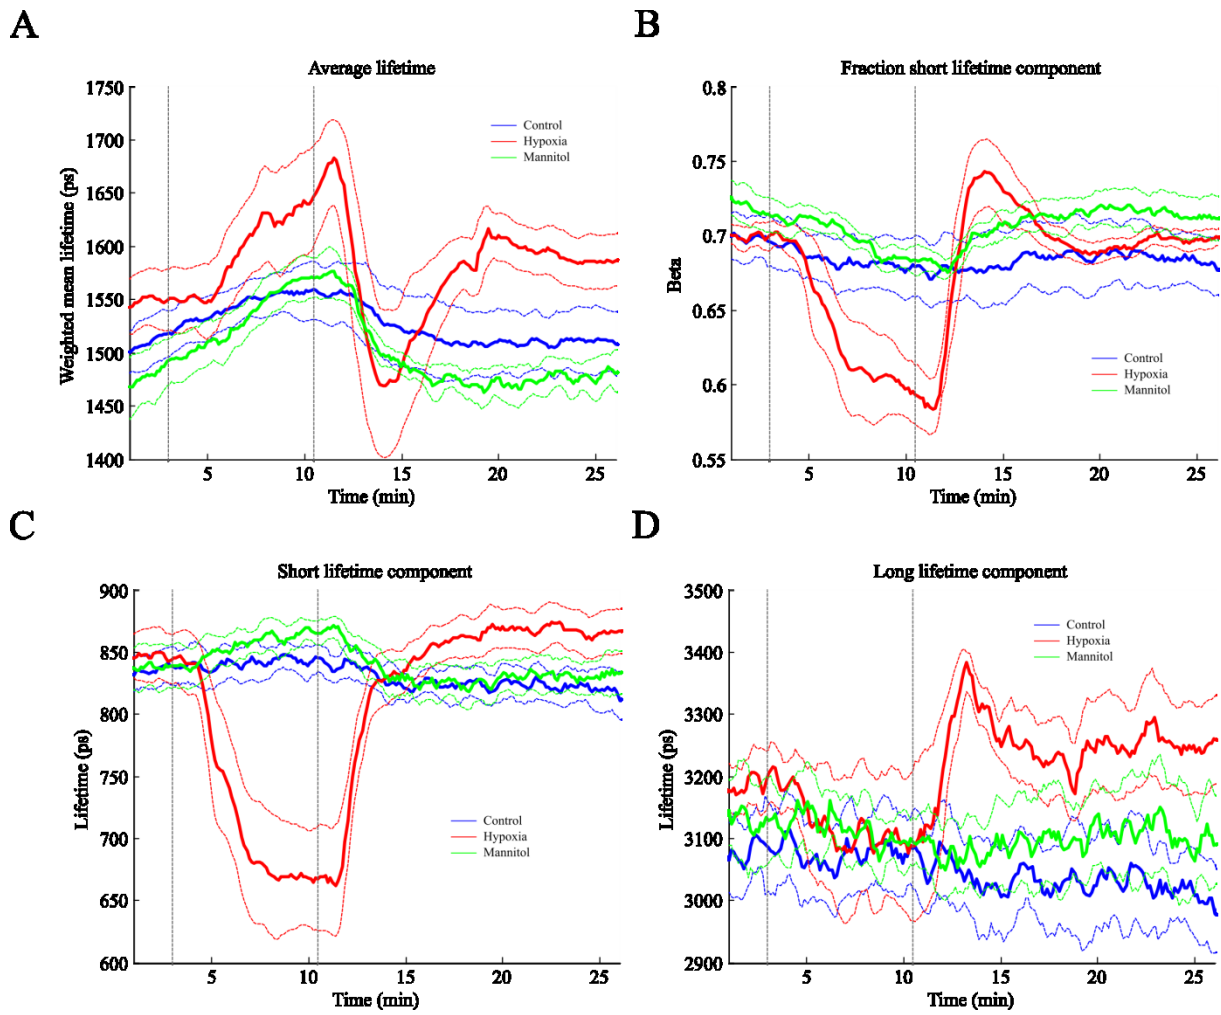 A
Average lifetime
Weighted mean lifetime (ps)
1750
1700
1650
1600
1550
1500
1450
1400
5
10
15
20
25
Time (min)
Control
Hypoxia
Mannitol
B
Fraction short lifetime component
Beta
0.8
0.75
0.7
0.65
0.6
0.55
5
10
15
20
25
Time (min)
Control
Hypoxia
Mannitol
C
Short lifetime component
Lifetime (ps)
900
850
800
750
700
650
600
5
10
15
20
25
Time (min)
Control
Hypoxia
Mannitol
D
Long lifetime component
Lifetime (ps)
3500
3400
3300
3200
3100
3000
2900
5
10
15
20
25
Time (min)
Control
Hypoxia
Mannitol